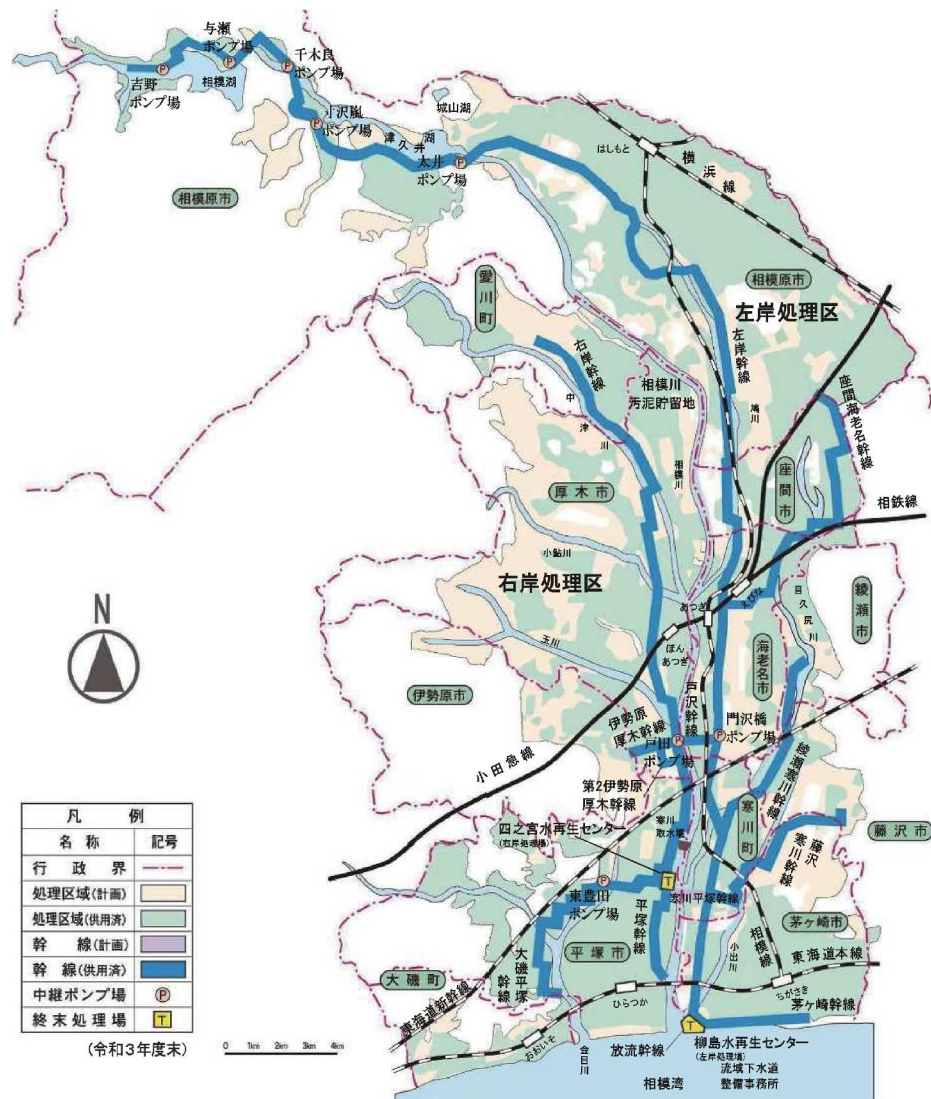 与瀬
ポンプ場
千木良
ポンプ場
吉野
ポンプ場
相模湖
沢嵐
ポンプ場
城山湖
津久井湖
太井
ポンプ場
はしもと
横浜線
相模原市
相模原市
左岸処理区
愛川町
右岸幹線
左岸幹線
相模川
汚泥貯留地
中津川
鳩川
座間海老名幹線
相模川
座間市
厚木市
相鉄線
小鮎川
右岸処理区
あつぎ
えびな
目久尻川
綾瀬市
玉川
ほん
あつぎ
海老名市
伊勢原市
戸沢幹線
伊勢原
厚木幹線
門沢橋
ポンプ場
戸田
ポンプ場
小田急線
綾瀬寒川幹線
第2伊勢原
厚木幹線
寒川
取水堰
寒川町
四之宮水再生センター
(右岸処理場)
藤沢市
藤沢
寒川幹線
東豊田
ポンプ場
寒川平塚幹線
平塚幹線
平塚市
相模線
茅ヶ崎市
小出川
大磯町
大磯平塚
幹線
東海道新幹線
東海道本線
ひらつか
ちがさき
茅ヶ崎幹線
おおいそ
金目川
放流幹線
柳島水再生センター
(左岸処理場)
流域下水道
整備事務所
相模湾
N
凡例
名称 記号
行政界
処理区域(計画)
処理区域(供用済)
幹線(計画)
幹線(供用済)
中継ポンプ場 P
終末処理場 T
(令和3年度末)
0 1km 2km 3km 4km